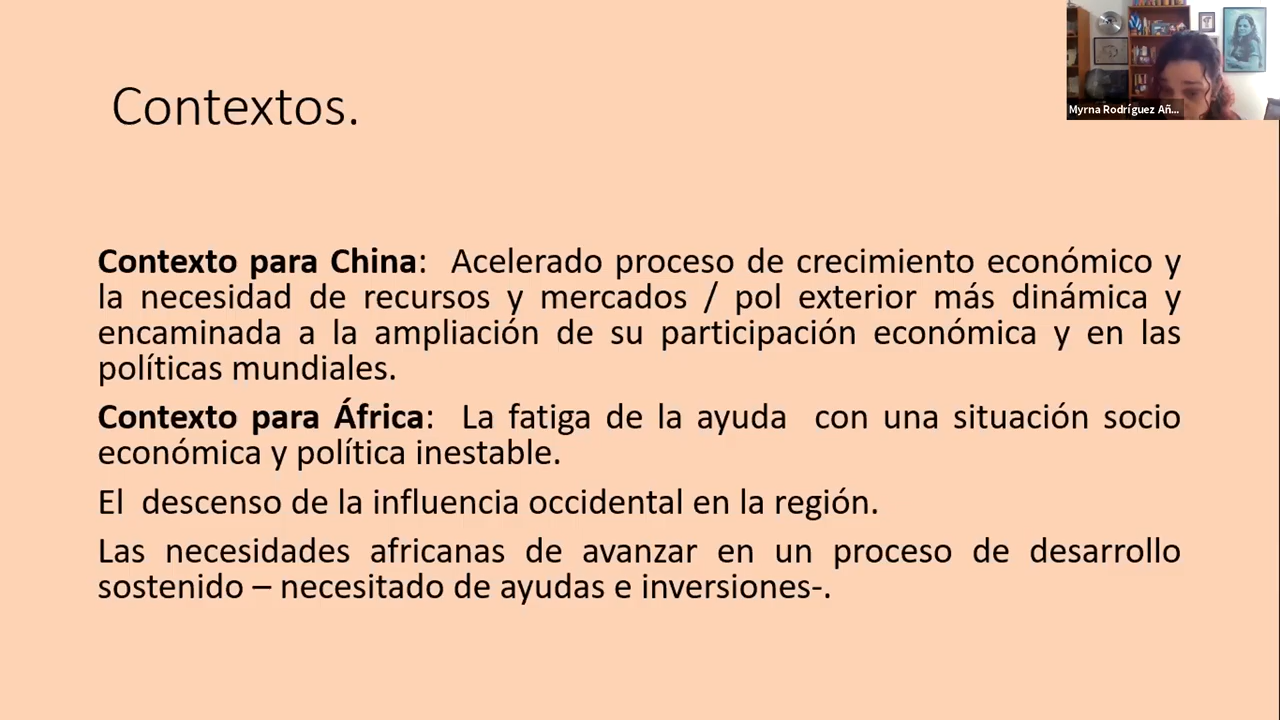 Myrna Rodríguez Añ...
Contextos.
Contexto para China: Acelerado proceso de crecimiento económico y
la necesidad de recursos y mercados / pol exterior más dinámica y
encaminada a la ampliación de su participación económica y en las
políticas mundiales.
Contexto para África: La fatiga de la ayuda con una situación socio
económica y política inestable.
El descenso de la influencia occidental en la región.
Las necesidades africanas de avanzar en un proceso de desarrollo
sostenido – necesitado de ayudas e inversiones-.